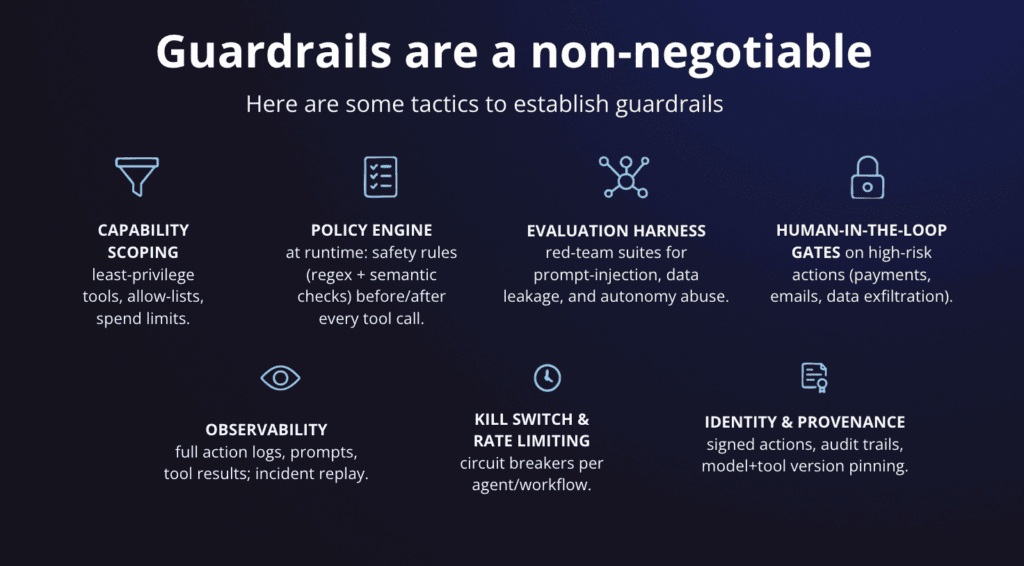 Guardrails are a non-negotiable
Here are some tactics to establish guardrails
CAPABILITY
SCOPING
least-privilege
tools, allow-lists,
spend limits.
POLICY ENGINE
at runtime: safety rules
(regex + semantic
checks) before/after
every tool call.
EVALUATION HARNESS
red-team suites for
prompt-injection, data
leakage, and autonomy abuse.
HUMAN-IN-THE-LOOP
GATES on high-risk
actions (payments,
emails, data exfiltration).
OBSERVABILITY
full action logs, prompts,
tool results; incident replay.
KILL SWITCH &
RATE LIMITING
circuit breakers per
agent/workflow.
IDENTITY & PROVENANCE
signed actions, audit trails,
model+tool version pinning.